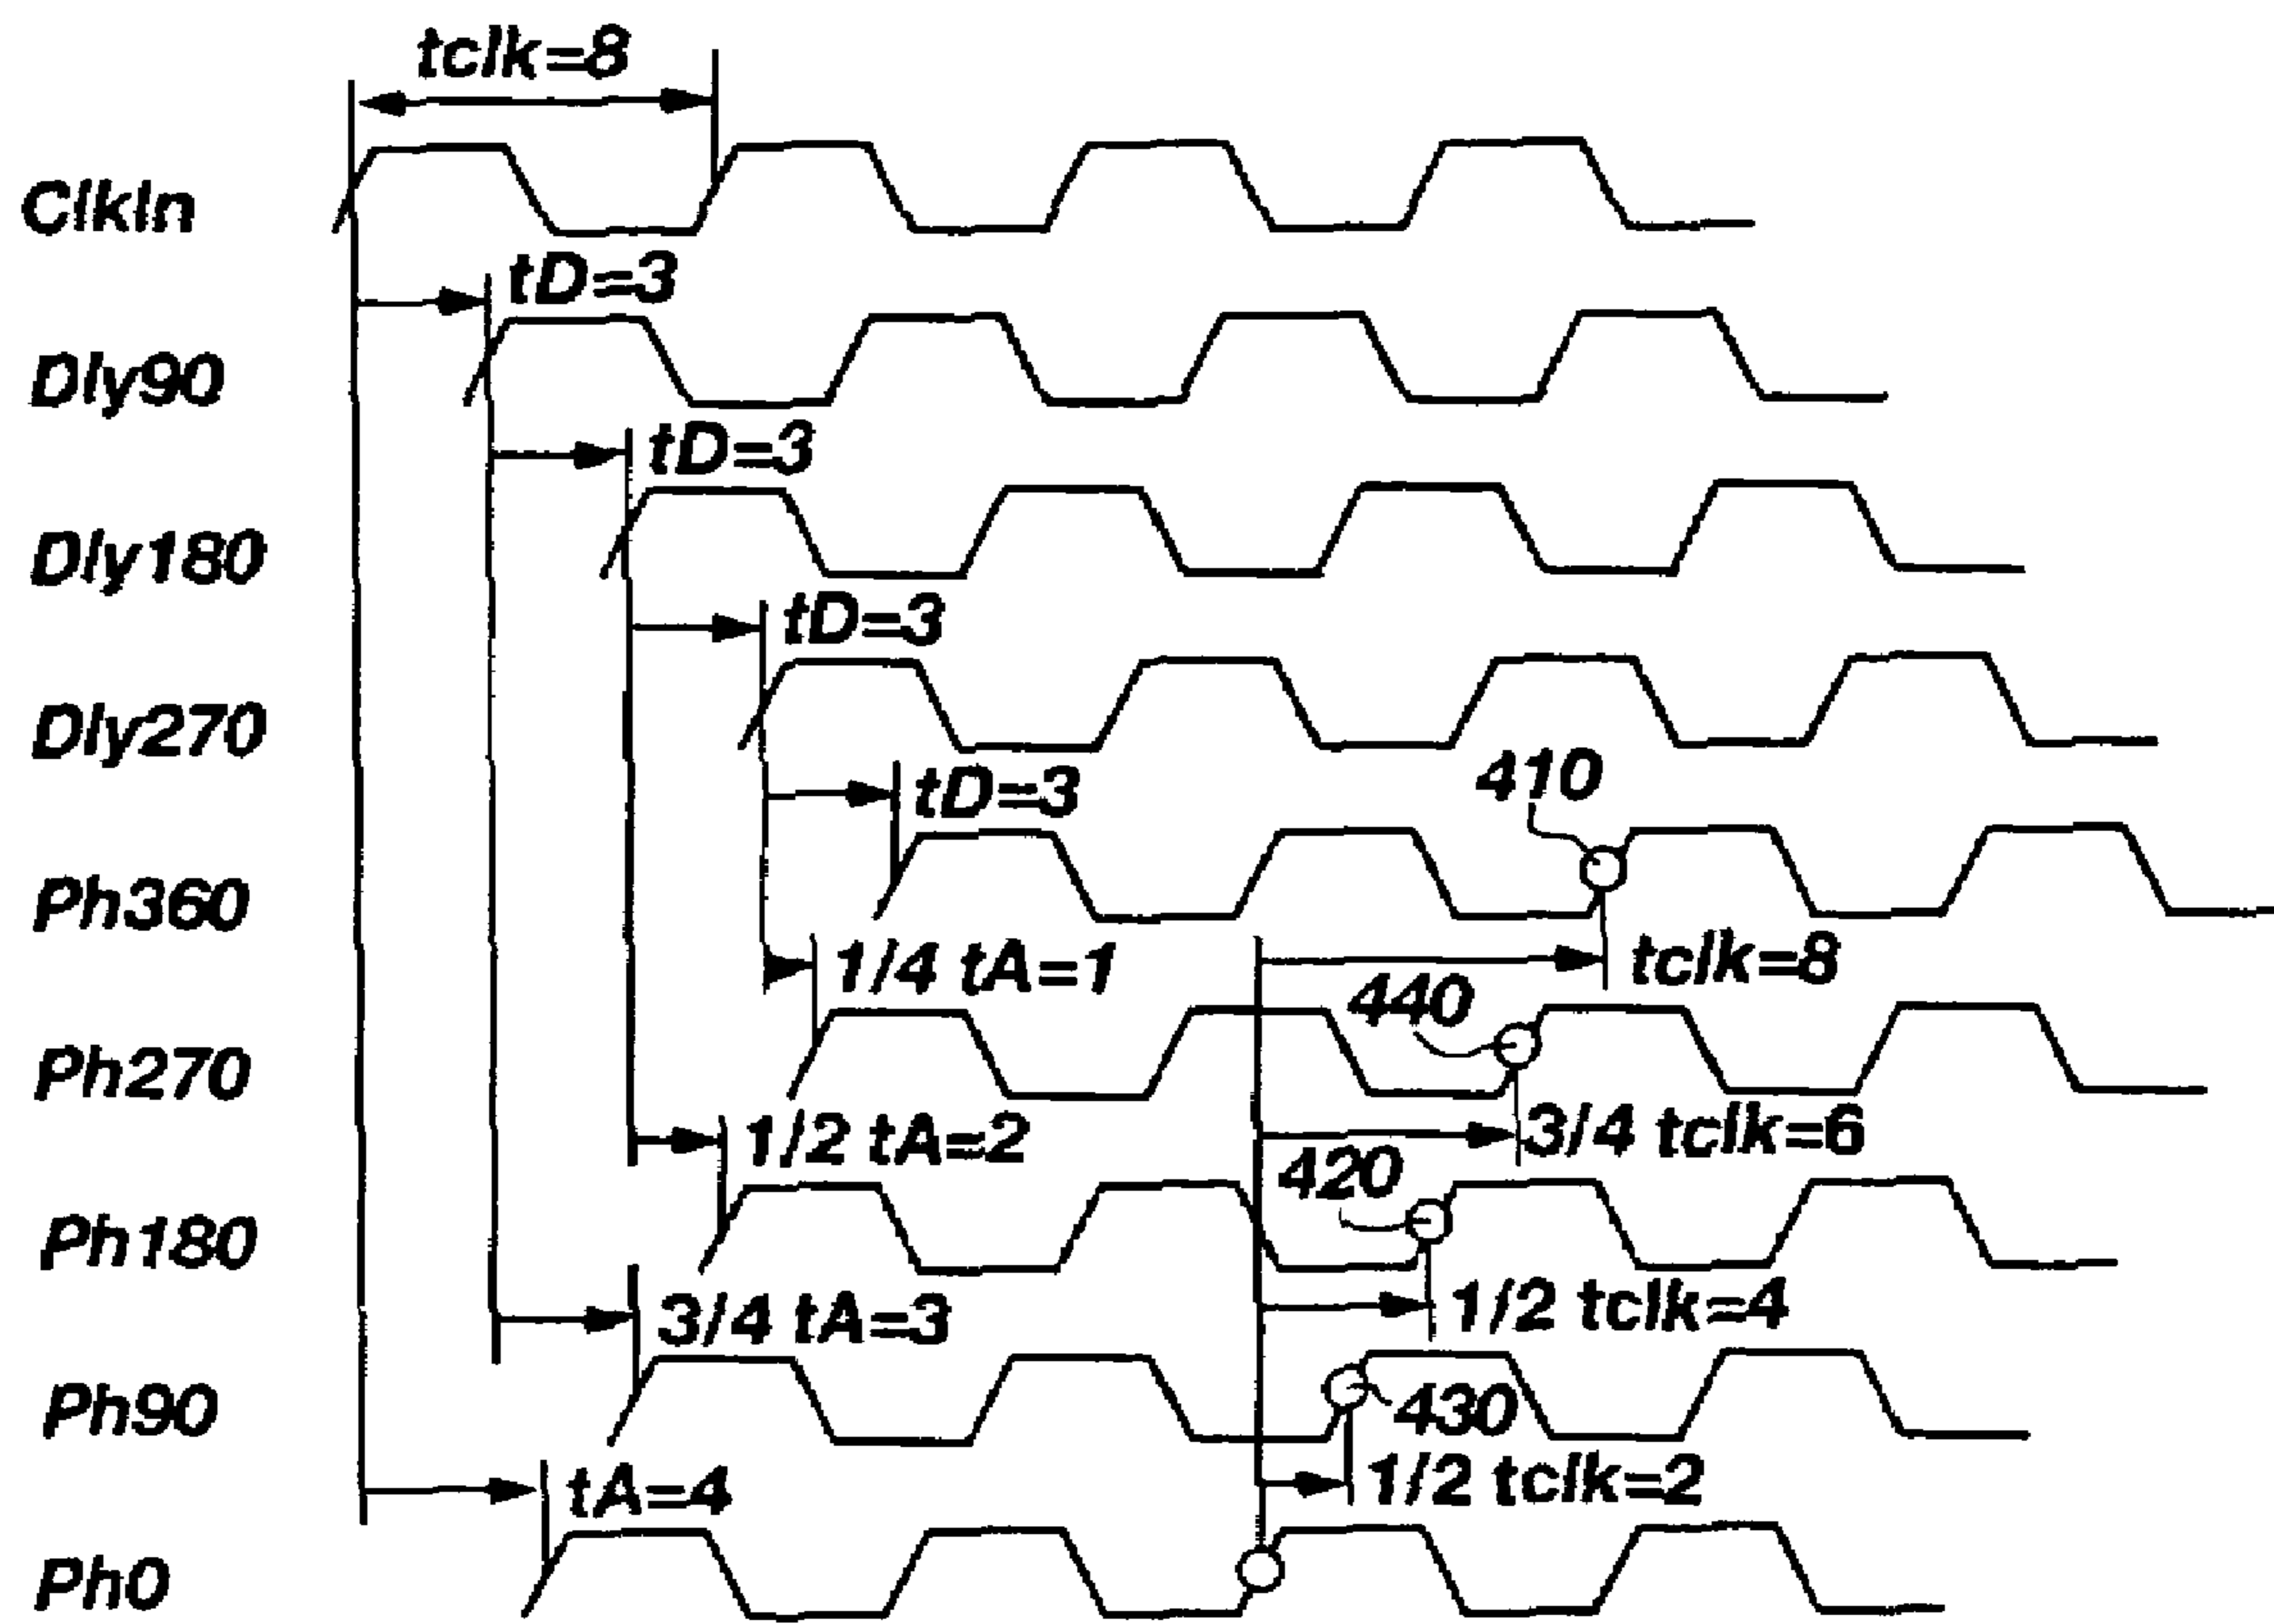 tclk=8
ClkIn
tD=3
Dly90
tD=3
Dly180
tD=3
Dly270
410
tD=3
Ph360
1/4 tA=1
tclk=8
440
Ph270
1/2 tA=2
3/4 tclk=6
420
Ph180
3/4 tA=3
1/2 tclk=4
Ph90
430
tA=4
1/2 tclk=2
Ph0